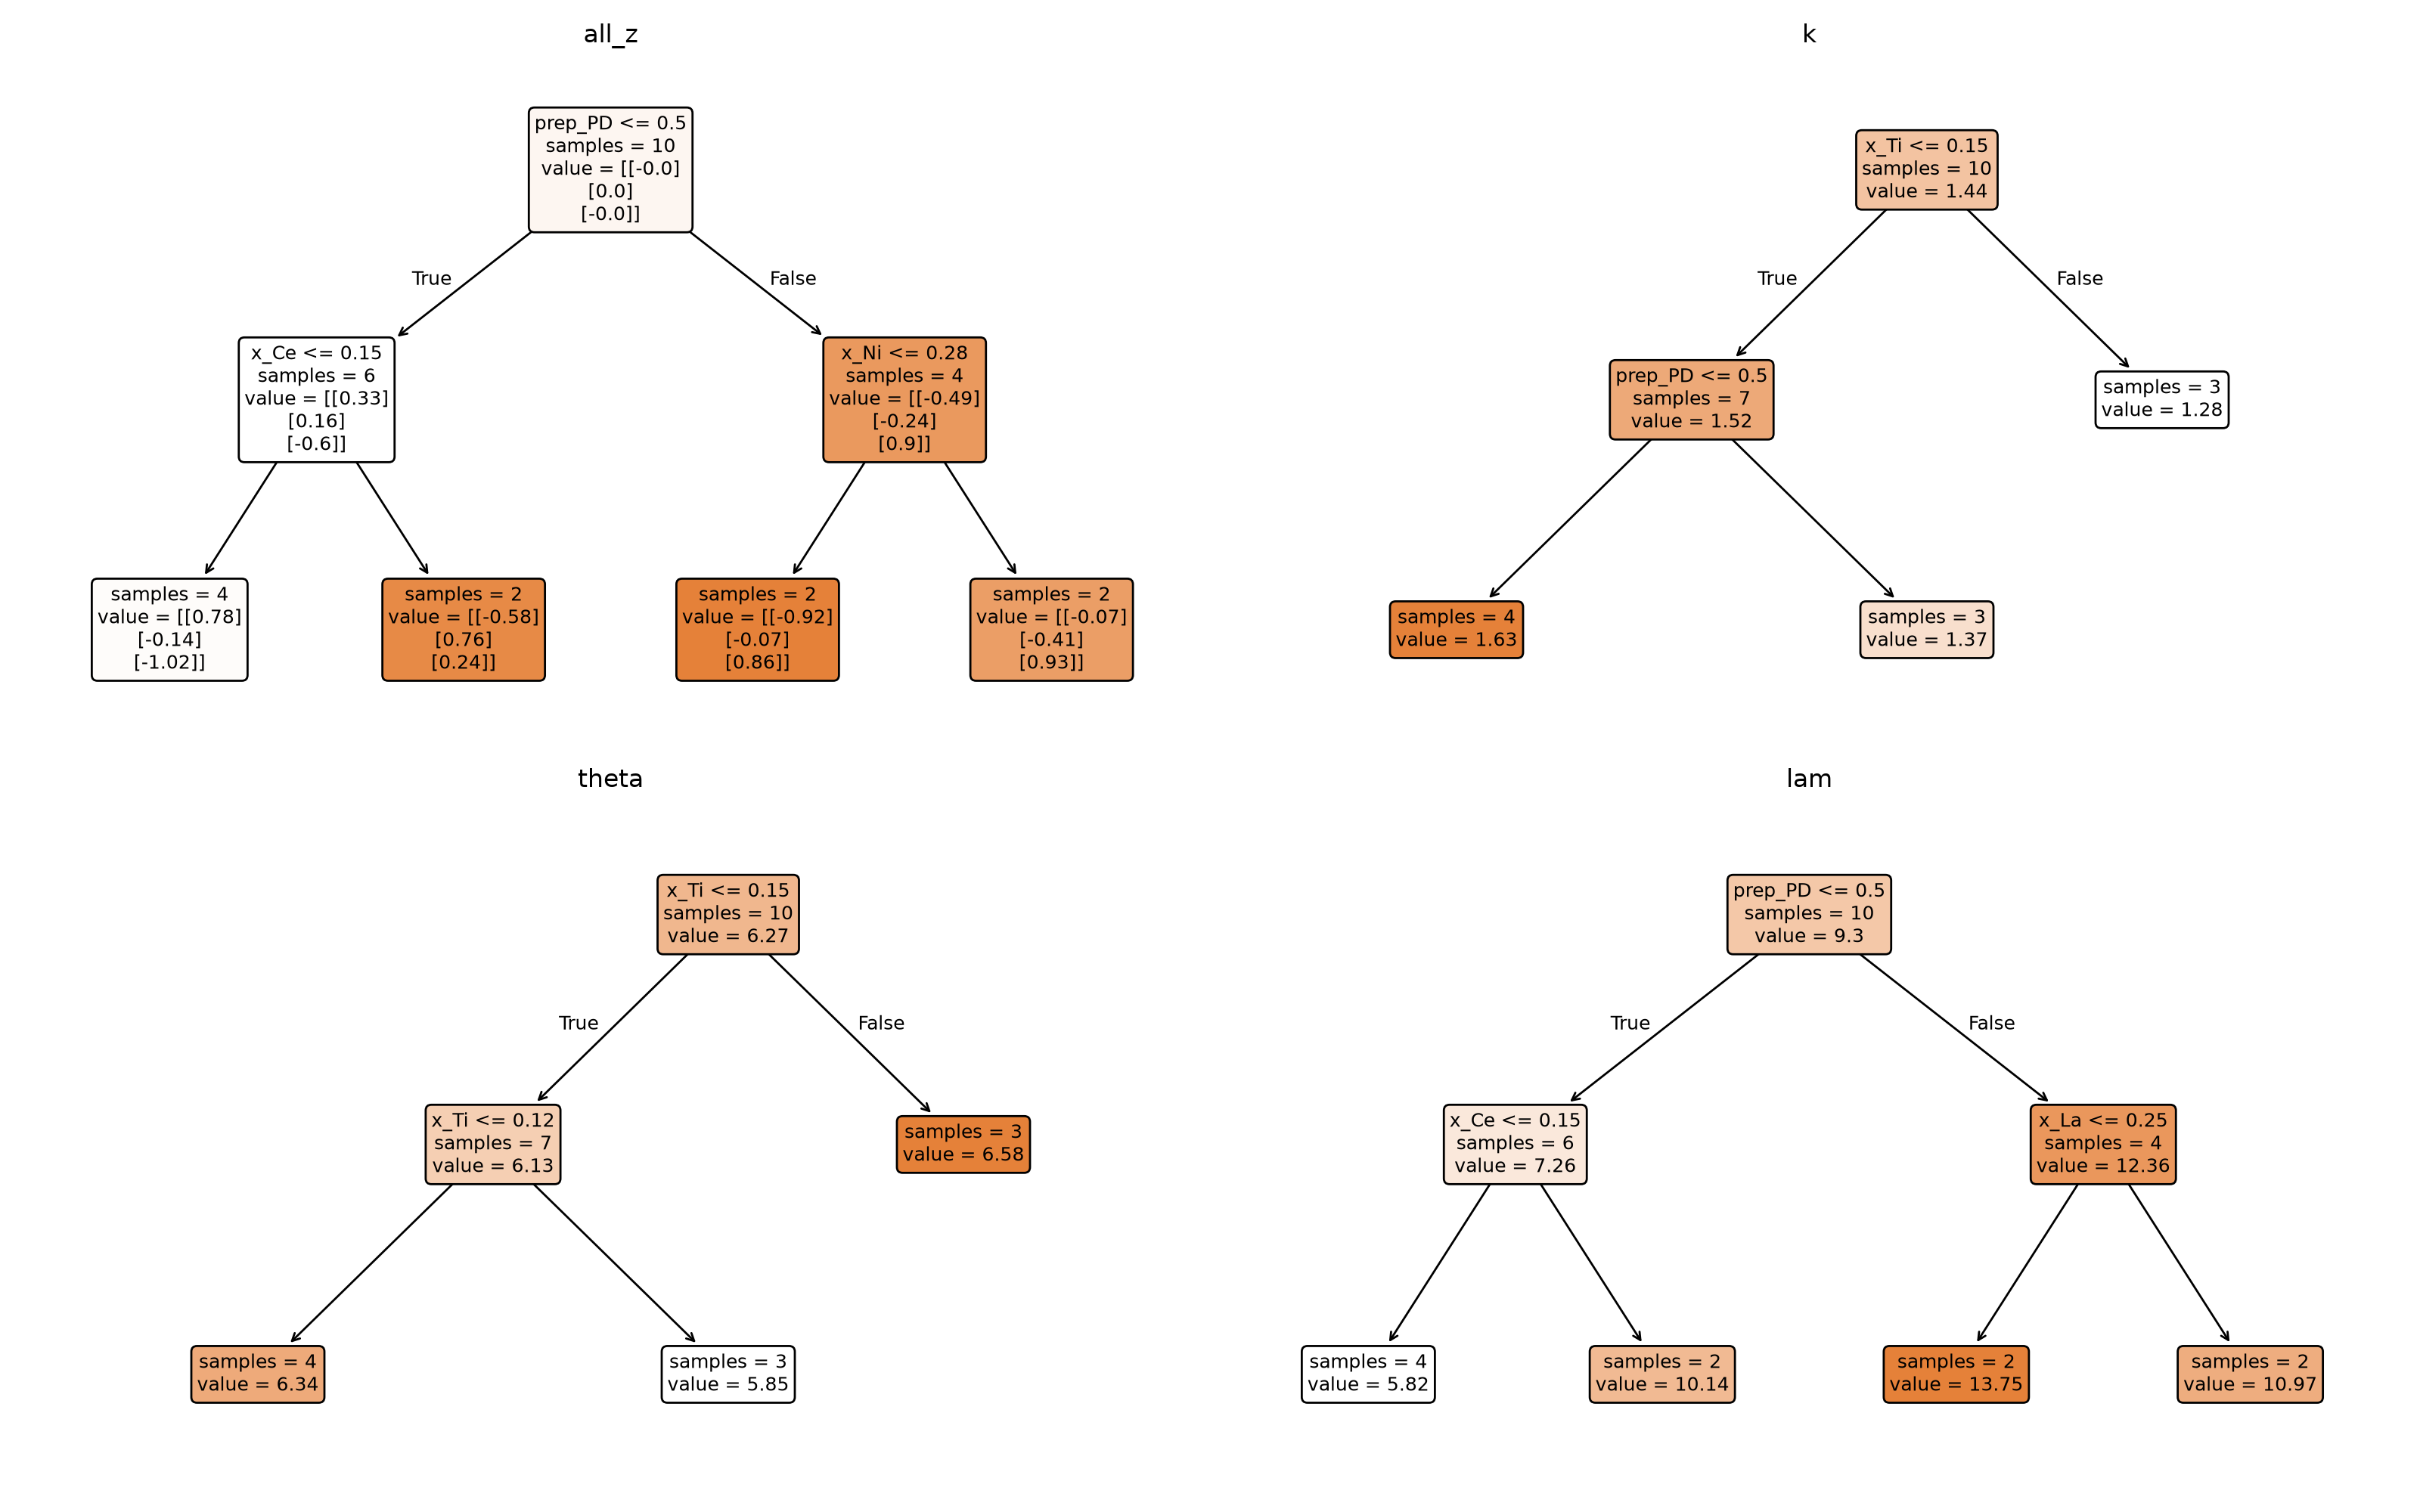 all_z
prep_PD <= 0.5
samples = 10
value = [[-0.0]
[0.0]
[-0.0]]
True
False
x_Ce <= 0.15
samples = 6
value = [[0.33]
[0.16]
[-0.6]]
x_Ni <= 0.28
samples = 4
value = [[-0.49]
[-0.24]
[0.9]]
samples = 4
value = [[0.78]
[-0.14]
[-1.02]]
samples = 2
value = [[-0.58]
[0.76]
[0.24]]
samples = 2
value = [[-0.92]
[-0.07]
[0.86]]
samples = 2
value = [[-0.07]
[-0.41]
[0.93]]
k
x_Ti <= 0.15
samples = 10
value = 1.44
True
False
prep_PD <= 0.5
samples = 7
value = 1.52
samples = 3
value = 1.28
samples = 4
value = 1.63
samples = 3
value = 1.37
theta
x_Ti <= 0.15
samples = 10
value = 6.27
True
False
x_Ti <= 0.12
samples = 7
value = 6.13
samples = 3
value = 6.58
samples = 4
value = 6.34
samples = 3
value = 5.85
lam
prep_PD <= 0.5
samples = 10
value = 9.3
True
False
x_Ce <= 0.15
samples = 6
value = 7.26
x_La <= 0.25
samples = 4
value = 12.36
samples = 4
value = 5.82
samples = 2
value = 10.14
samples = 2
value = 13.75
samples = 2
value = 10.97